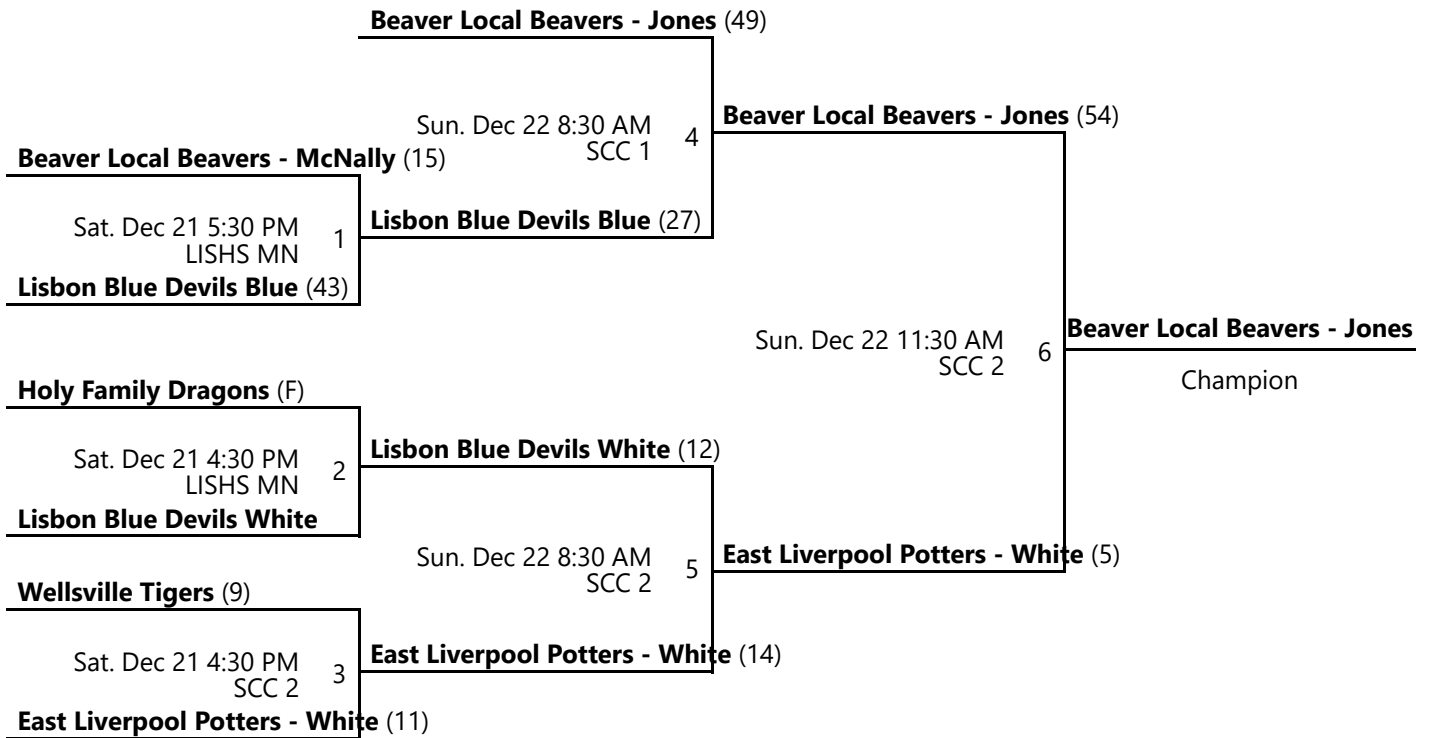 Beaver Local Beavers - Jones (49)
Sun. Dec 22 8:30 AM
SCC 1
4
Beaver Local Beavers - Jones (54)
Beaver Local Beavers - McNally (15)
Sat. Dec 21 5:30 PM
LISHS MN
1
Lisbon Blue Devils Blue (27)
Lisbon Blue Devils Blue (43)
Sun. Dec 22 11:30 AM
SCC 2
6
Beaver Local Beavers - Jones
Champion
Holy Family Dragons (F)
Sat. Dec 21 4:30 PM
LISHS MN
2
Lisbon Blue Devils White (12)
Lisbon Blue Devils White
Sun. Dec 22 8:30 AM
SCC 2
5
East Liverpool Potters - White (5)
Wellsville Tigers (9)
Sat. Dec 21 4:30 PM
SCC 2
3
East Liverpool Potters - White (14)
East Liverpool Potters - White (11)